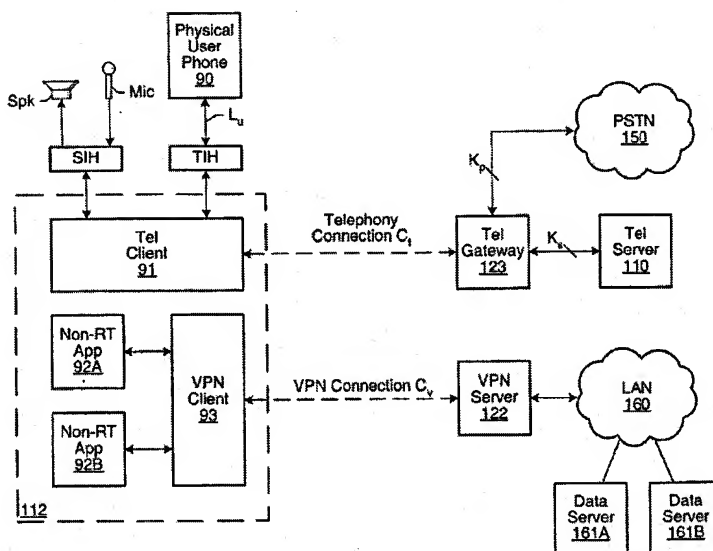 Physical
User
Phone
90
Spk
Mic
Lu
SIH
TIH
PSTN
150
Kp
Tel
Client
91
Telephony
Connection Ct
Tel
Gateway
123
Ks
Tel
Server
110
Non-RT
App
92A
VPN
Client
93
Non-RT
App
92B
VPN Connection Cv
VPN
Server
122
LAN
160
112
Data
Server
161A
Data
Server
161B